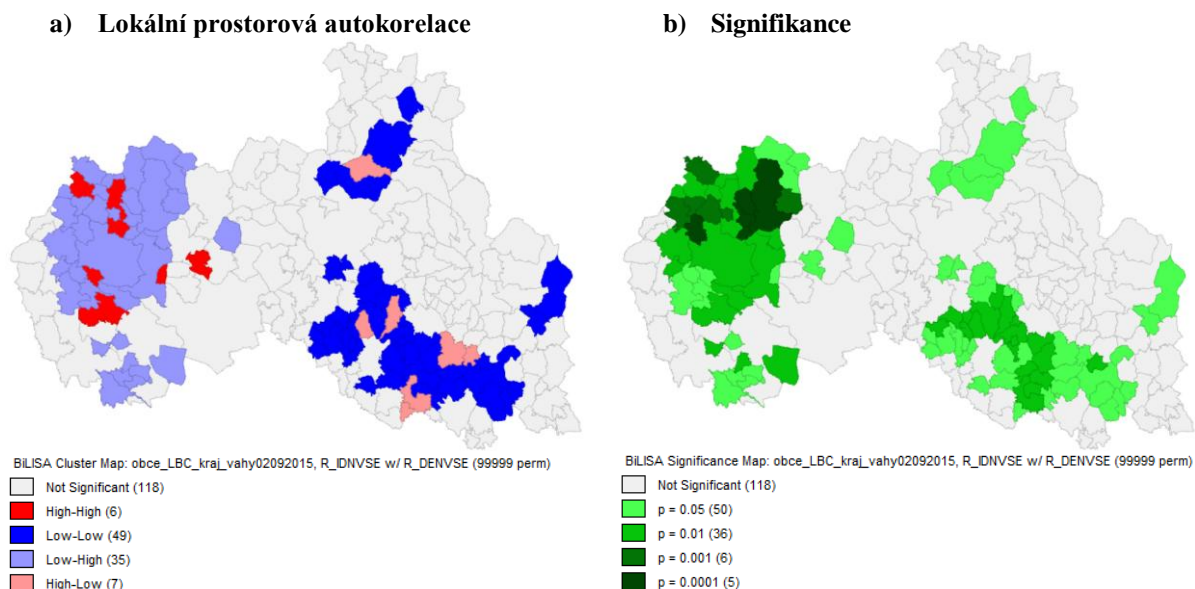 a) Lokální prostorová autokorelace
b) Signifikance
BiLISA Cluster Map: obce_LBC_kraj_vahy02092015, R_IDNVSE w/ R_DENVSE (99999 perm)
Not Significant (118)
High-High (6)
Low-Low (49)
Low-High (35)
High-Low (7)
BiLISA Significance Map: obce_LBC_kraj_vahy02092015, R_IDNVSE w/ R_DENVSE (99999 perm)
Not Significant (118)
p = 0.05 (50)
p = 0.01 (36)
p = 0.001 (6)
p = 0.0001 (5)